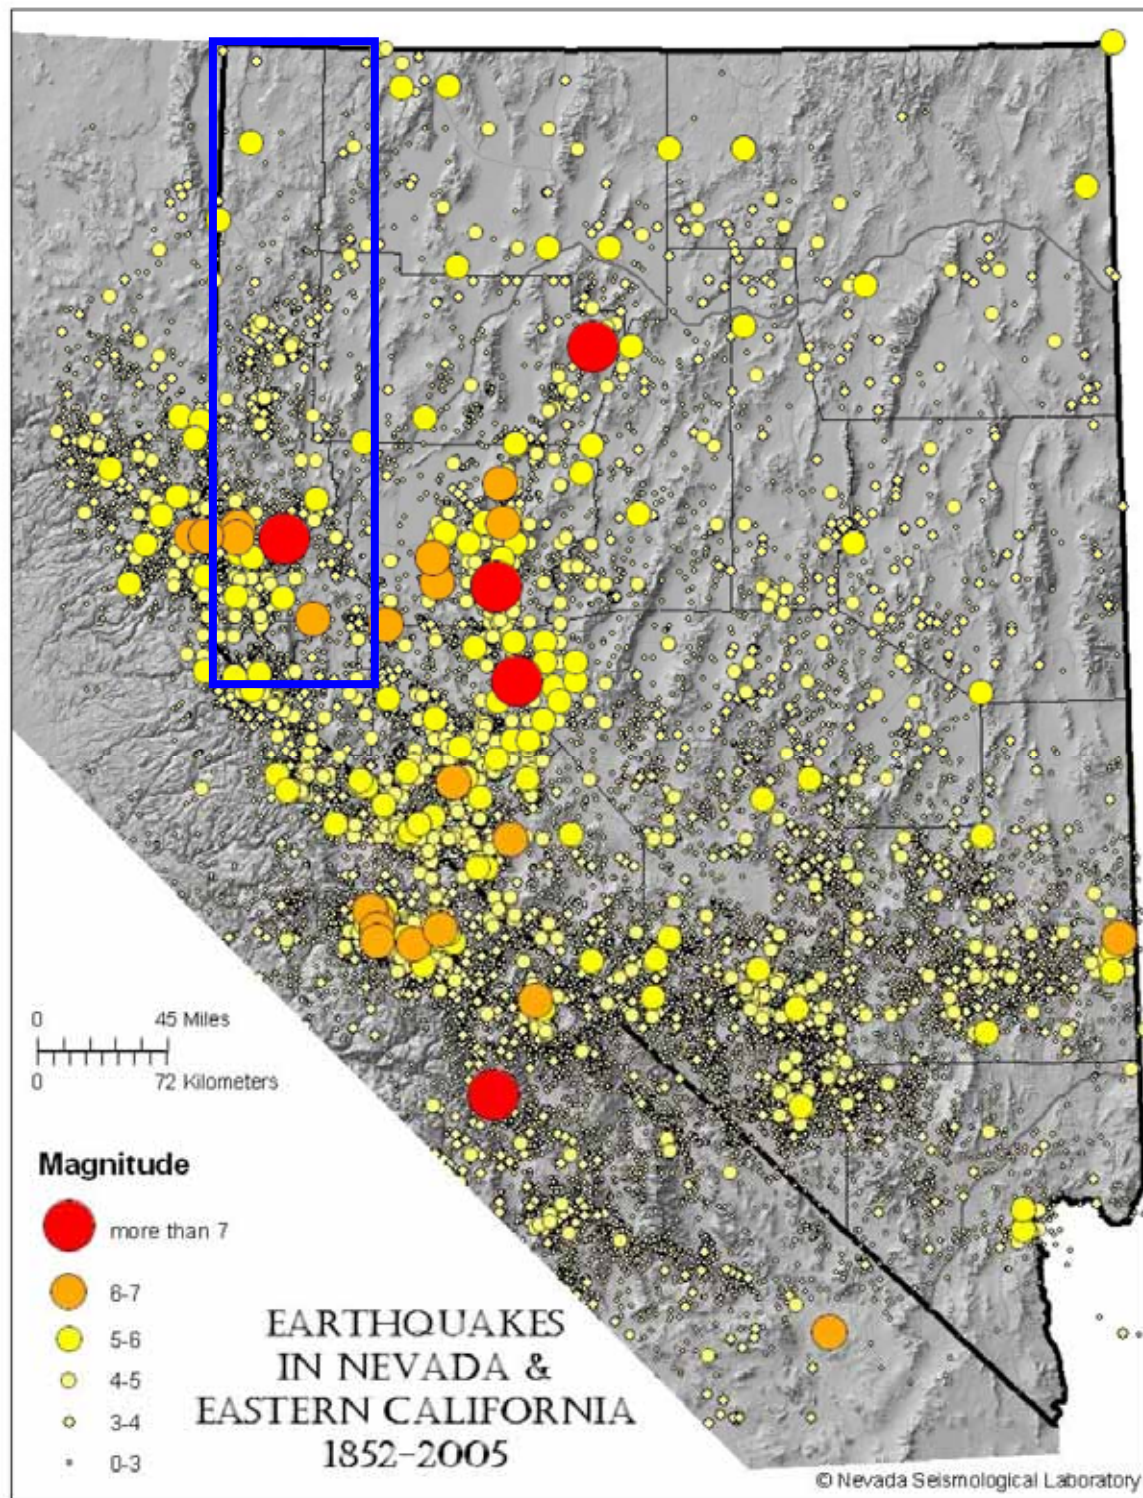 0 45 Miles
0 72 Kilometers
Magnitude
more than 7
6-7
5-6
4-5
3-4
0-3
EARTHQUAKES
IN NEVADA &
EASTERN CALIFORNIA
1852-2005
© Nevada Seismological Laboratory